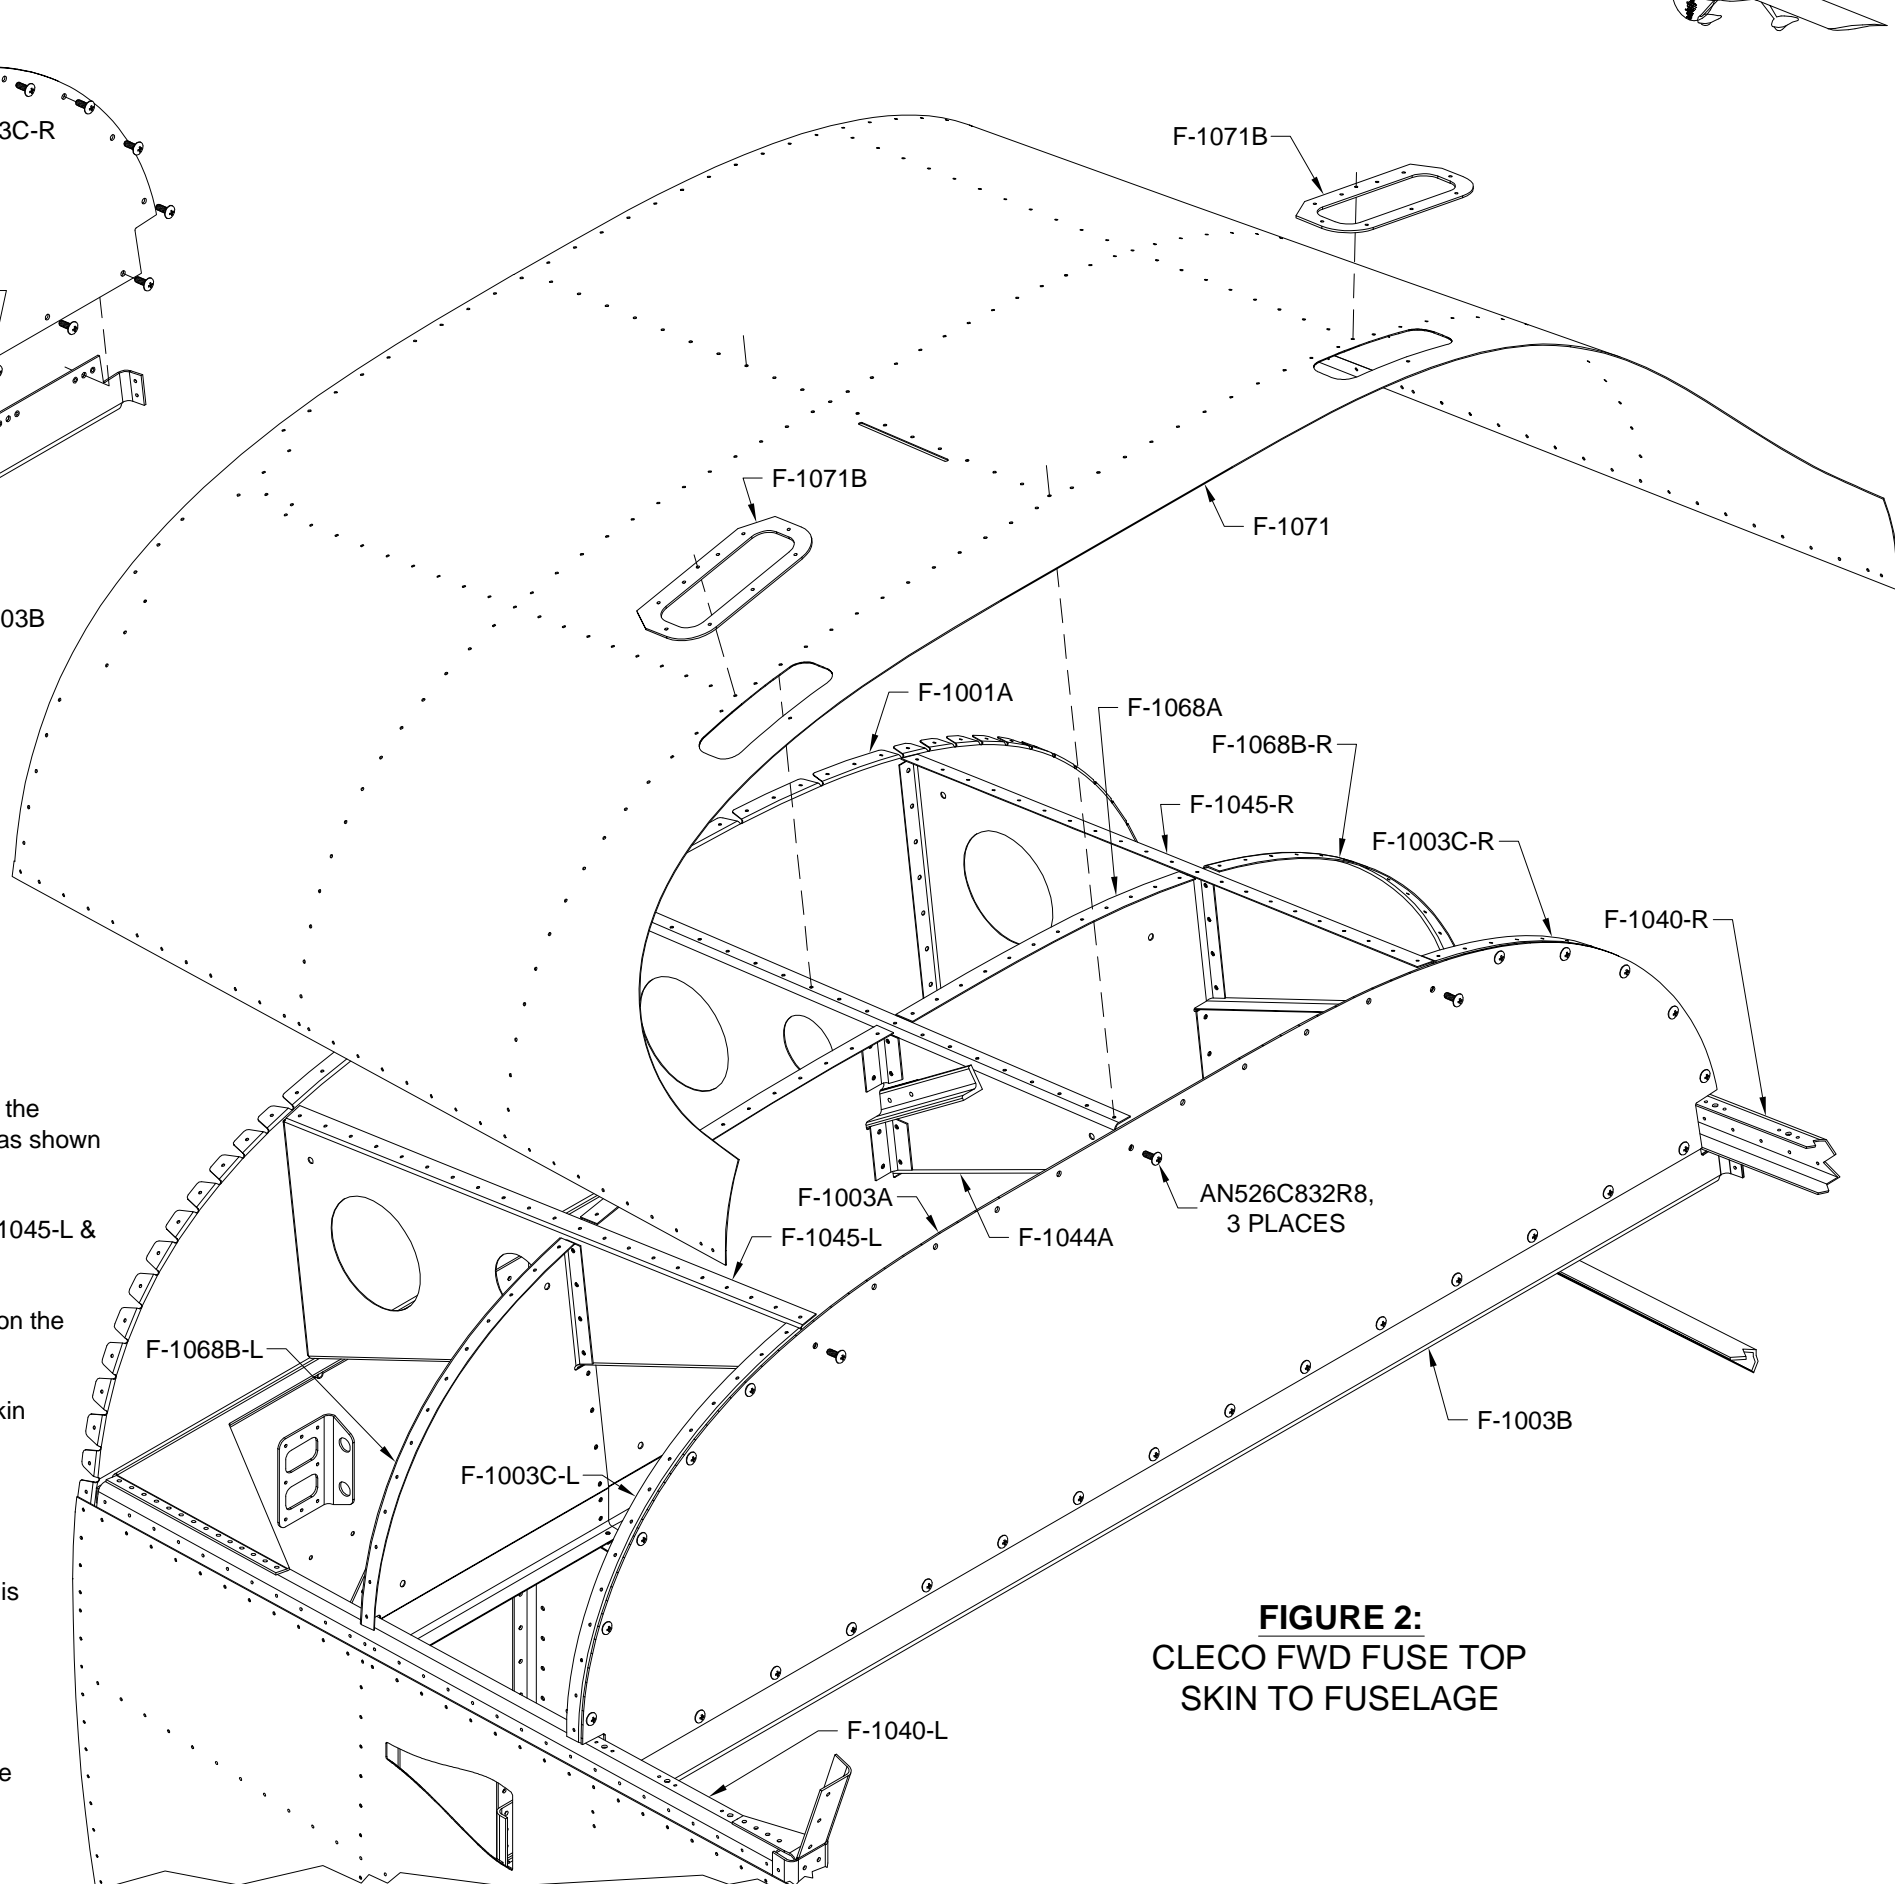 3C-R
03B
the
as shown
1045-L &
on the
kin
is
e
F-1071B
F-1071B
F-1071
F-1001A
F-1068A
F-1068B-R
F-1045-R
F-1003C-R
F-1040-R
F-1003A
F-1045-L
F-1044A
AN526C832R8,
3 PLACES
F-1068B-L
F-1003C-L
F-1003B
F-1040-L
FIGURE 2:
CLECO FWD FUSE TOP
SKIN TO FUSELAGE